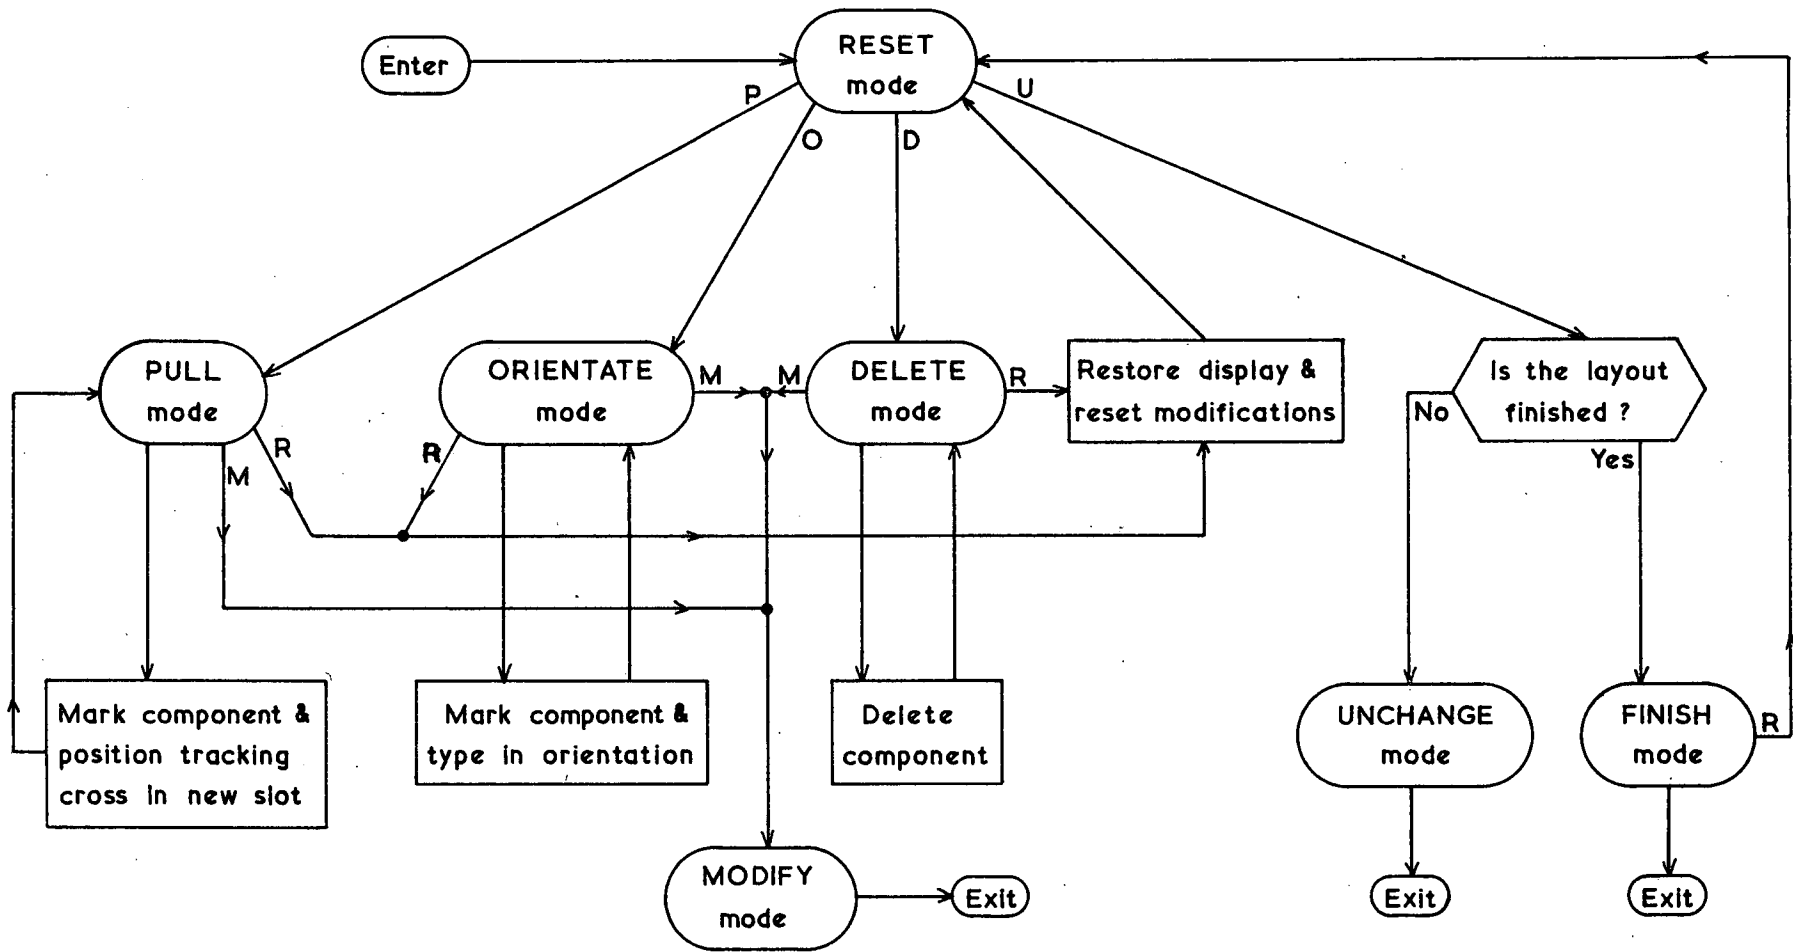 RESET
mode
Enter
P
O
D
U
PULL
mode
ORIENTATE
mode
M
M
DELETE
mode
R
Restore display &
reset modifications
Is the layout
finished ?
No
Yes
R
M
R
Mark component &
position tracking
cross in new slot
Mark component &
type in orientation
Delete
component
UNCHANGE
mode
FINISH
mode
R
MODIFY
mode
Exit
Exit
Exit